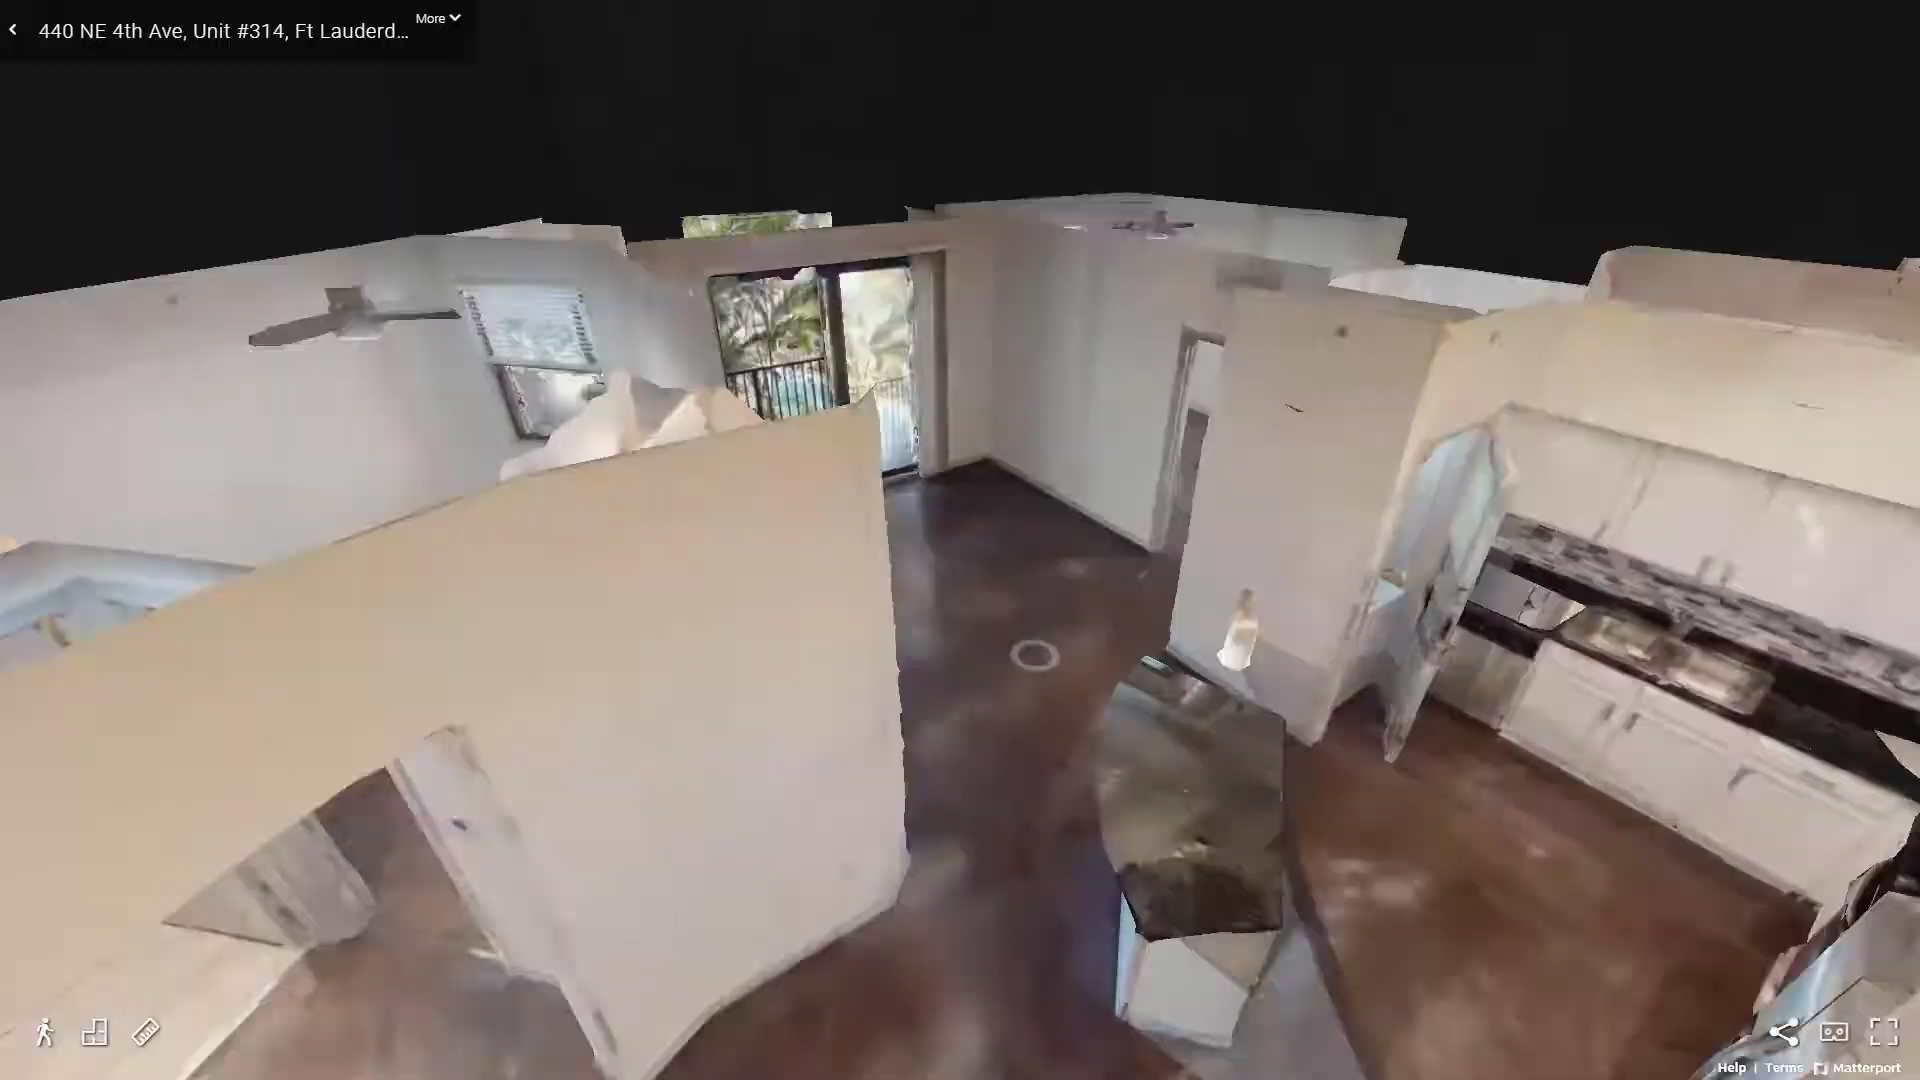 440 NE 4th Ave, Unit #314, Ft Lauderd...
More
Help | Terms Matterport